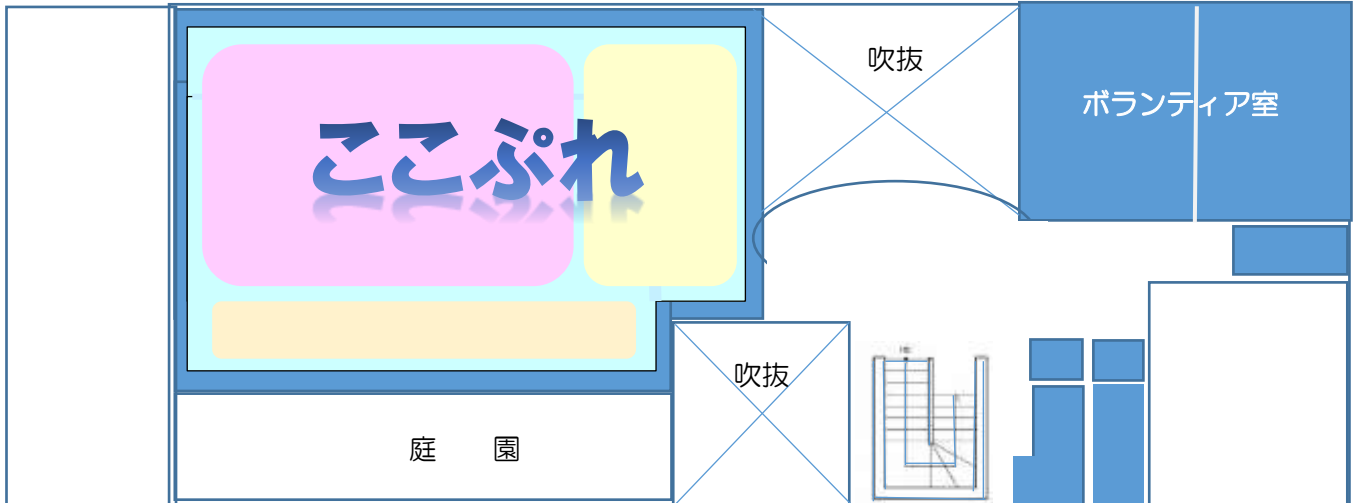 吹抜
ボランティア室
ここぷれ
吹抜
庭　園